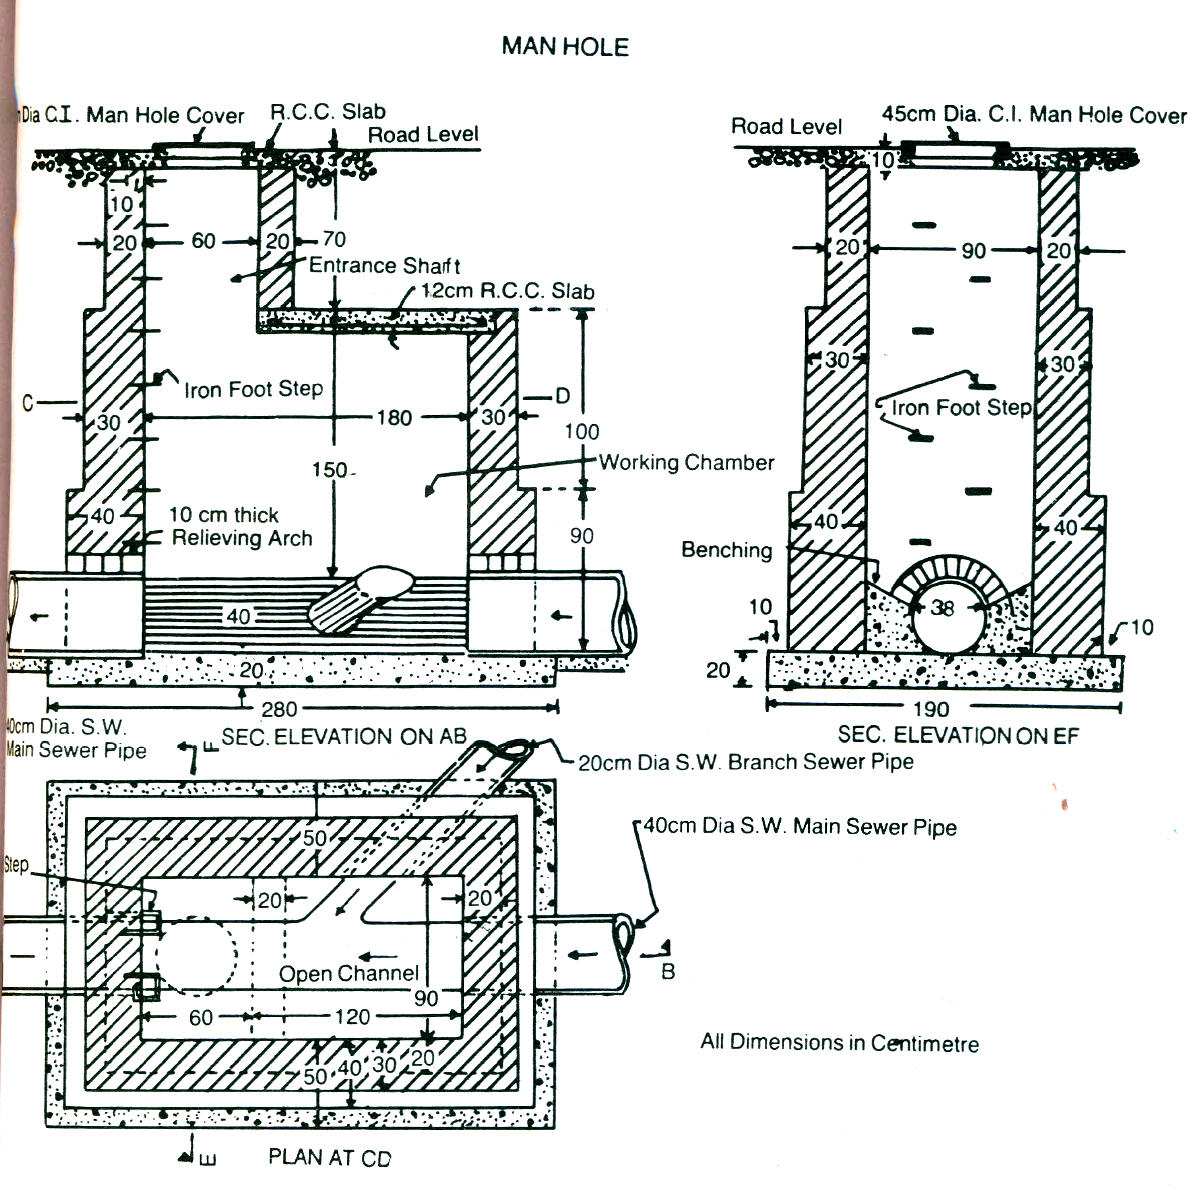 MAN HOLE
Dia C.I. Man Hole Cover
R.C.C. Slab
Road Level
10
20
60
20
70
Entrance Shaft
12cm R.C.C. Slab
Iron Foot Step
C
D
30
180
30
100
150
Working Chamber
40
10 cm thick
Relieving Arch
90
40
20
280
SEC. ELEVATION ON AB
Road Level
45cm Dia. C.I. Man Hole Cover
10
20
90
20
30
30
Iron Foot Step
40
40
Benching
38
10
10
20
190
SEC. ELEVATION ON EF
40cm Dia. S.W.
Main Sewer Pipe
F
20cm Dia S.W. Branch Sewer Pipe
50
40cm Dia S.W. Main Sewer Pipe
Step
20
20
Open Channel
90
B
60
120
50
40
30
20
All Dimensions in Centimetre
E
PLAN AT CD